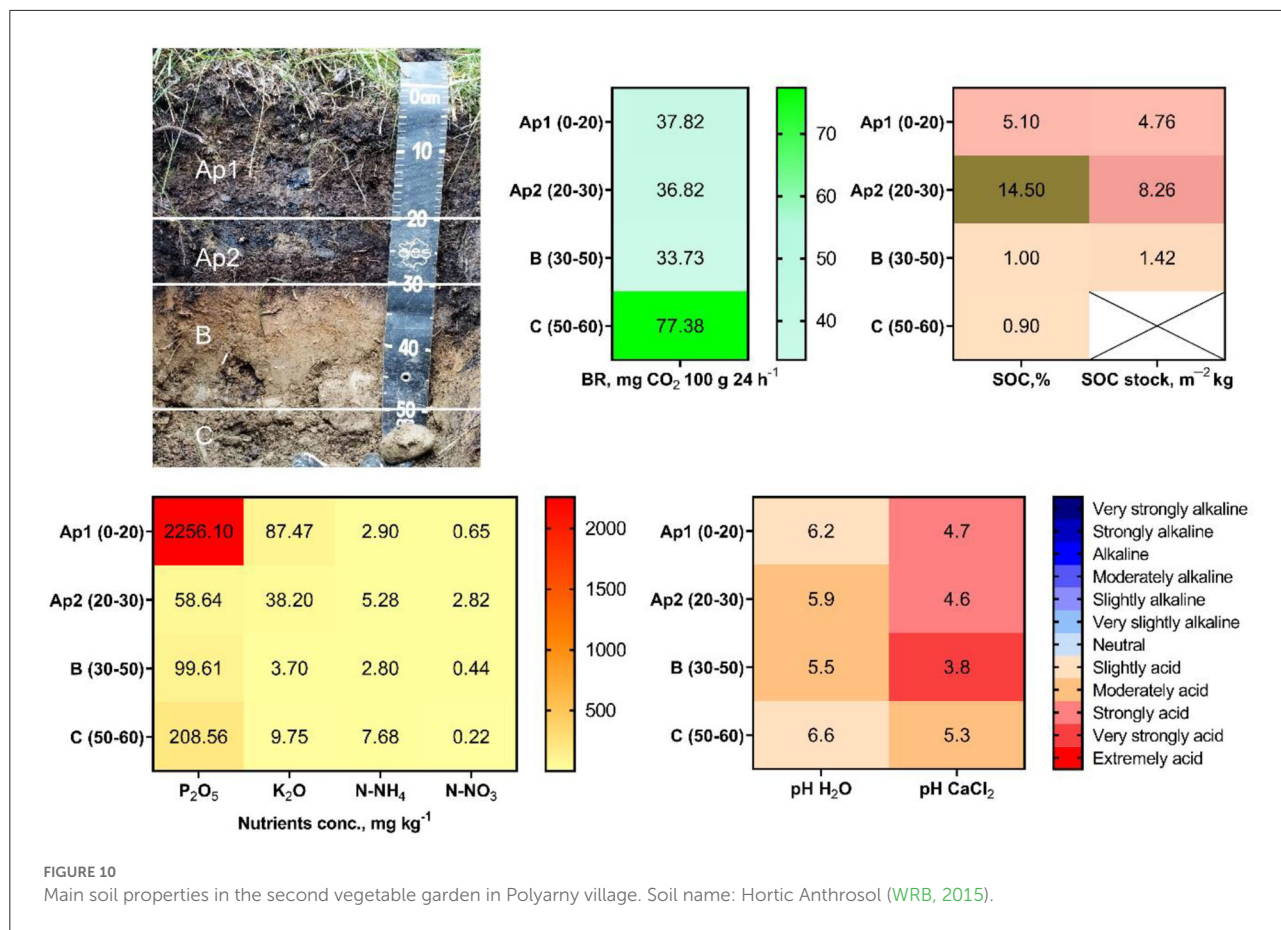 0cm
10
20
30
40
50
Ap1
Ap2
B
C
Ap1 (0-20)
Ap2 (20-30)
B (30-50)
C (50-60)
37.82
36.82
33.73
77.38
70
60
50
40
BR, mg CO₂ 100 g 24 h⁻¹
Ap1 (0-20)
Ap2 (20-30)
B (30-50)
C (50-60)
5.10 4.76
14.50 8.26
1.00 1.42
0.90
SOC,% SOC stock, m⁻² kg
Ap1 (0-20)
Ap2 (20-30)
B (30-50)
C (50-60)
2256.10 87.47 2.90 0.65
58.64 38.20 5.28 2.82
99.61 3.70 2.80 0.44
208.56 9.75 7.68 0.22
P₂O₅ K₂O N-NH₄ N-NO₃
Nutrients conc., mg kg⁻¹
2000
1500
1000
500
Ap1 (0-20)
Ap2 (20-30)
B (30-50)
C (50-60)
6.2 4.7
5.9 4.6
5.5 3.8
6.6 5.3
pH H₂O pH CaCl₂
Very strongly alkaline
Strongly alkaline
Alkaline
Moderately alkaline
Slightly alkaline
Very slightly alkaline
Neutral
Slightly acid
Moderately acid
Strongly acid
Very strongly acid
Extremely acid
FIGURE 10
Main soil properties in the second vegetable garden in Polyarny village. Soil name: Hortic Anthrosol (WRB, 2015).